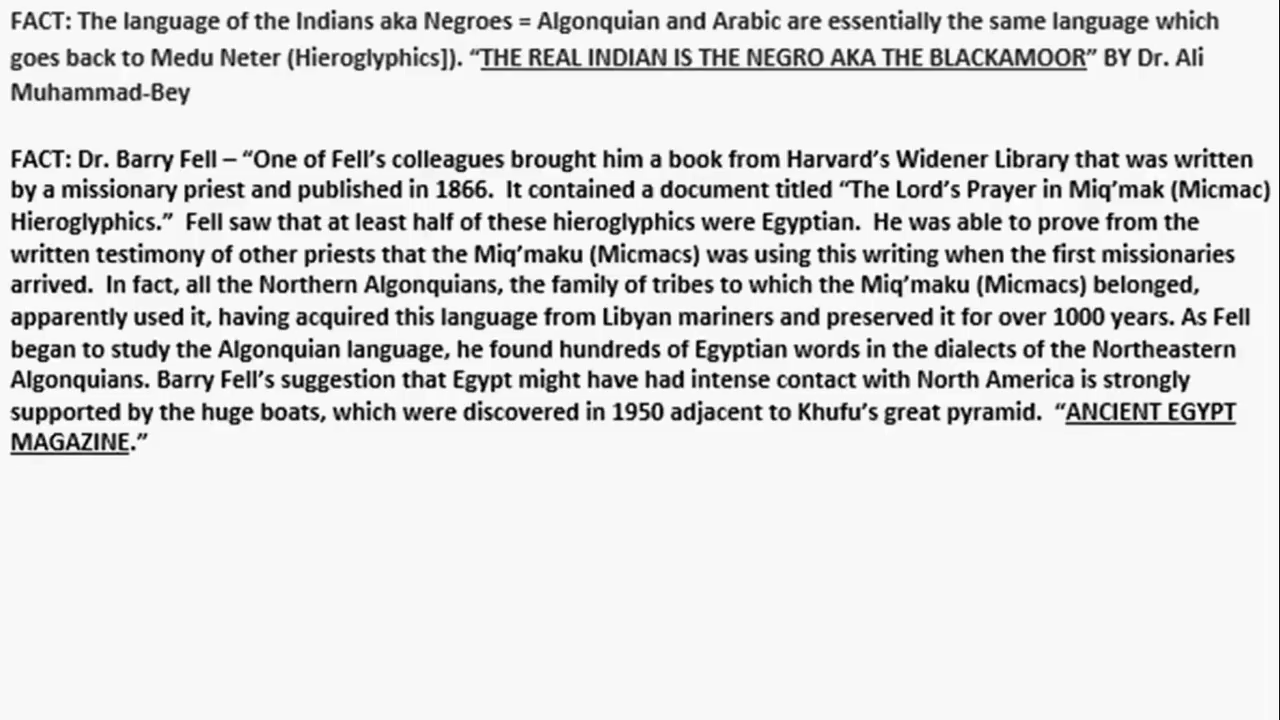 FACT: The language of the Indians aka Negroes = Algonquian and Arabic are essentially the same language which
goes back to Medu Neter (Hieroglyphics]). “THE REAL INDIAN IS THE NEGRO AKA THE BLACKAMOOR” BY Dr. Ali
Muhammad-Bey
FACT: Dr. Barry Fell – “One of Fell’s colleagues brought him a book from Harvard’s Widener Library that was written
by a missionary priest and published in 1866.  It contained a document titled “The Lord’s Prayer in Miq’mak (Micmac)
Hieroglyphics.”  Fell saw that at least half of these hieroglyphics were Egyptian.  He was able to prove from the
written testimony of other priests that the Miq’maku (Micmacs) was using this writing when the first missionaries
arrived.  In fact, all the Northern Algonquians, the family of tribes to which the Miq’maku (Micmacs) belonged,
apparently used it, having acquired this language from Libyan mariners and preserved it for over 1000 years. As Fell
began to study the Algonquian language, he found hundreds of Egyptian words in the dialects of the Northeastern
Algonquians. Barry Fell’s suggestion that Egypt might have had intense contact with North America is strongly
supported by the huge boats, which were discovered in 1950 adjacent to Khufu’s great pyramid.  “ANCIENT EGYPT
MAGAZINE.”